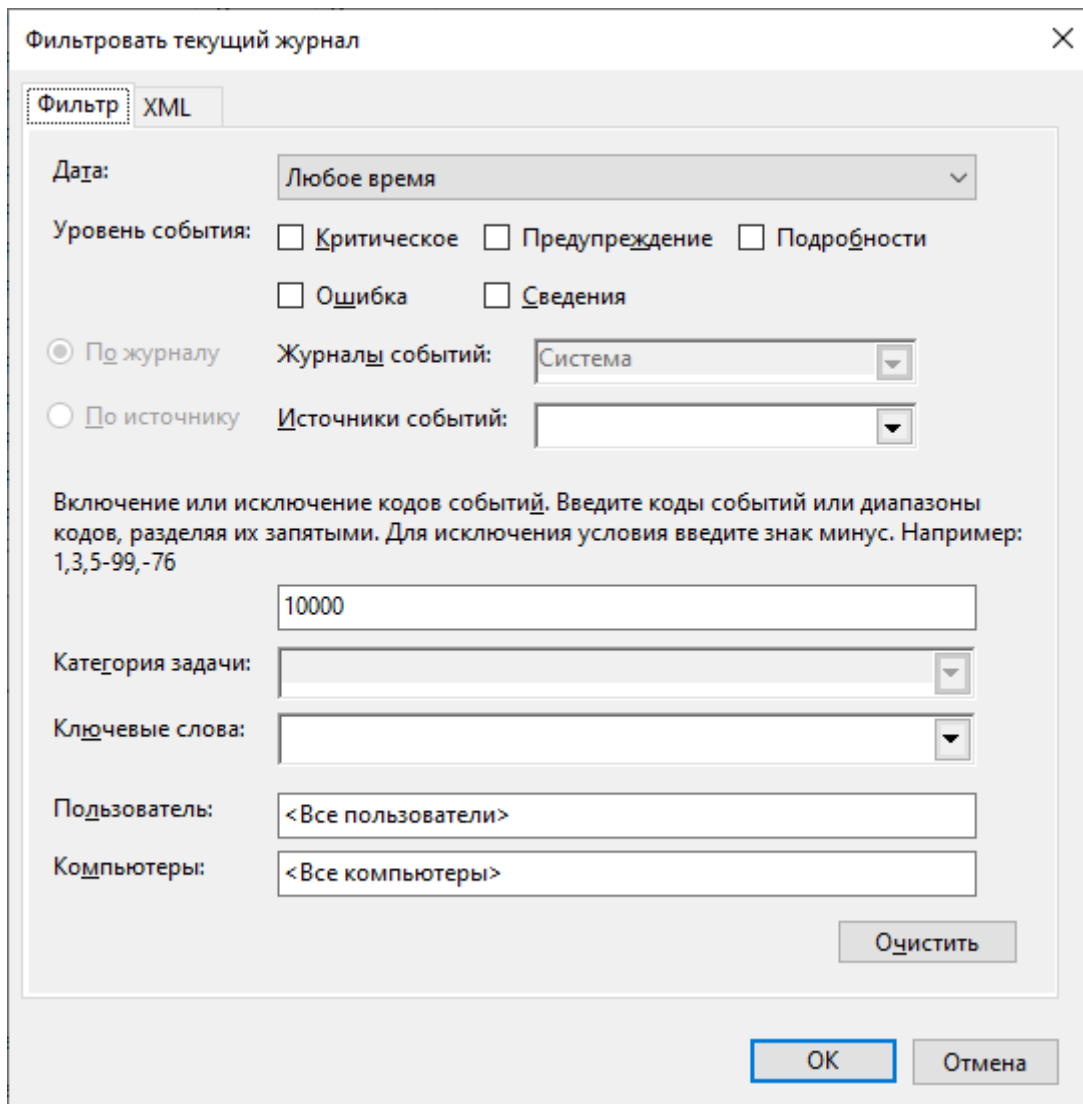 Фильтровать текущий журнал
Фильтр XML
Дата: Любое время
Уровень события: Критическое Предупреждение Подробности
Ошибка Сведения
По журналу Журналы событий: Система
По источнику Источники событий:
Включение или исключение кодов событий. Введите коды событий или диапазоны
кодов, разделяя их запятыми. Для исключения условия введите знак минус. Например:
1,3,5-99,-76
10000
Категория задачи:
Ключевые слова:
Пользователь: <Все пользователи>
Компьютеры: <Все компьютеры>
Очистить
ОК Отмена